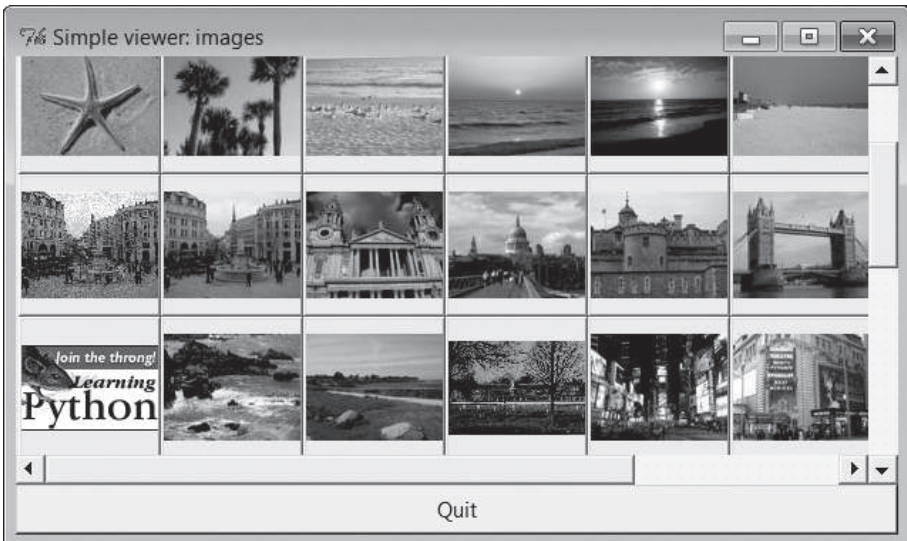 Simple viewer: images
Join the throng!
Learning
Python
Quit